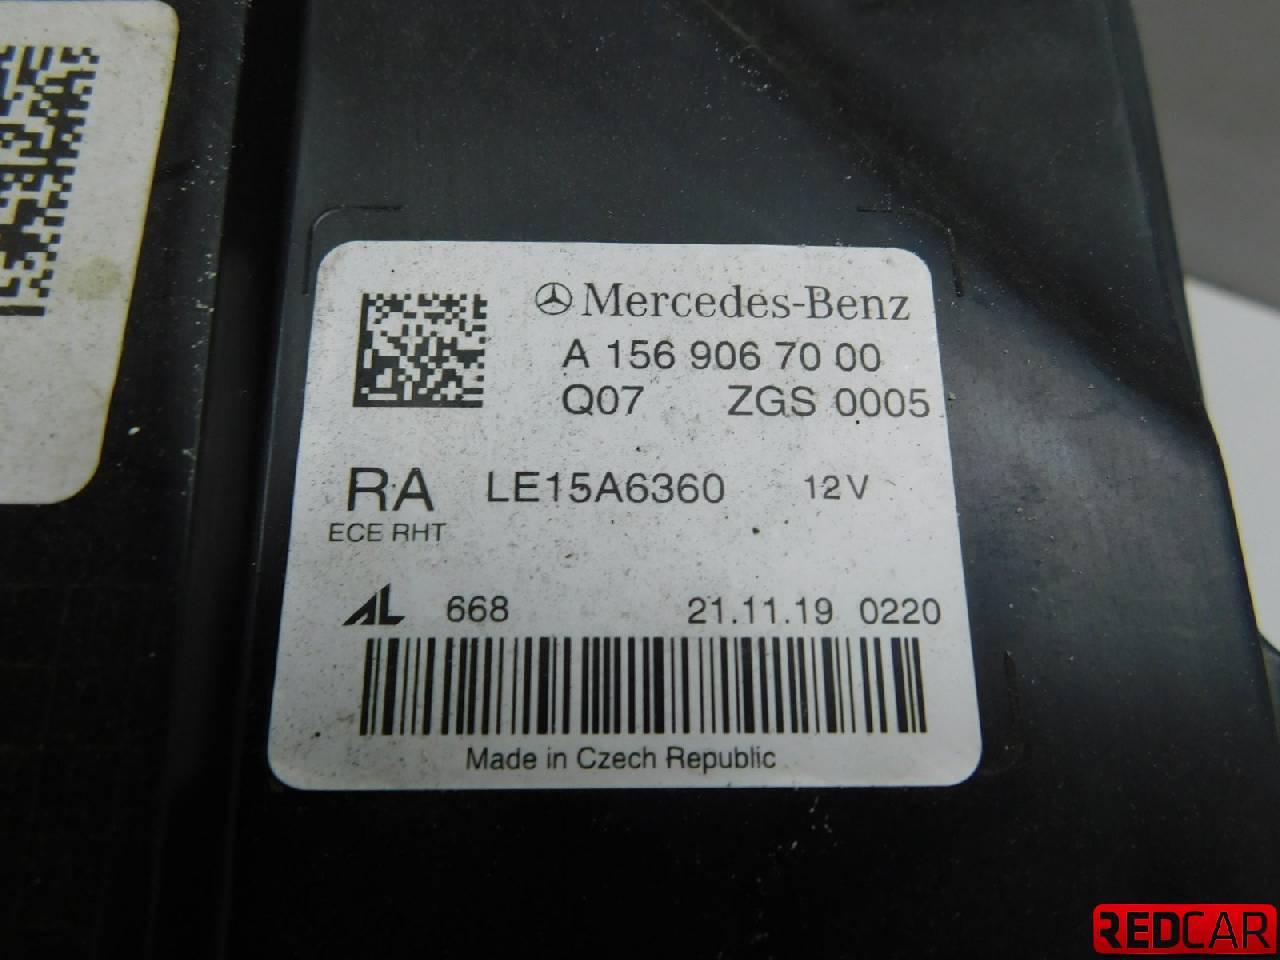 Mercedes-Benz
A 156 906 70 00
Q07 ZGS 0005
RA LE15A6360 12V
ECE RHT
AL 668 21.11.19 0220
Made in Czech Republic
REDCAR